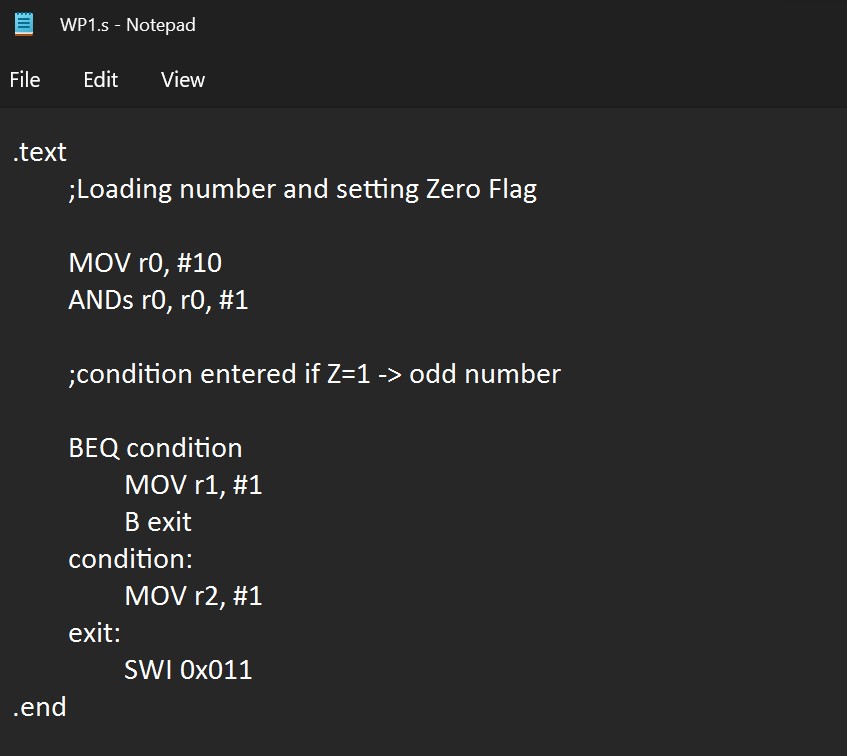 WP1.s - Notepad
File Edit View
.text
;Loading number and setting Zero Flag
MOV r0, #10
ANDs r0, r0, #1
;condition entered if Z=1 -> odd number
BEQ condition
MOV r1, #1
B exit
condition:
MOV r2, #1
exit:
SWI 0x011
.end